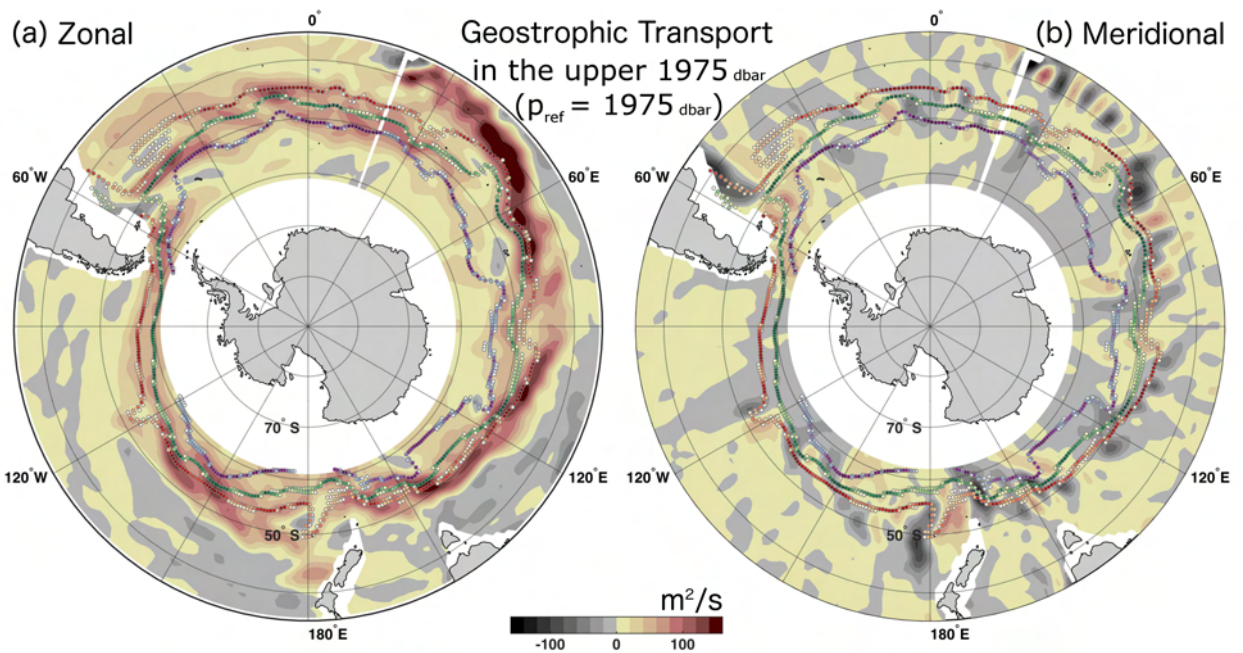 (a) Zonal
0°
Geostrophic Transport
in the upper 1975 dbar
(p_ref = 1975 dbar)
0°
(b) Meridional
60°W
60°E
60°W
60°E
70° S
70° S
120°W
120°E
120°W
120°E
50° S
50° S
m²/s
-100 0 100
180°E
180°E